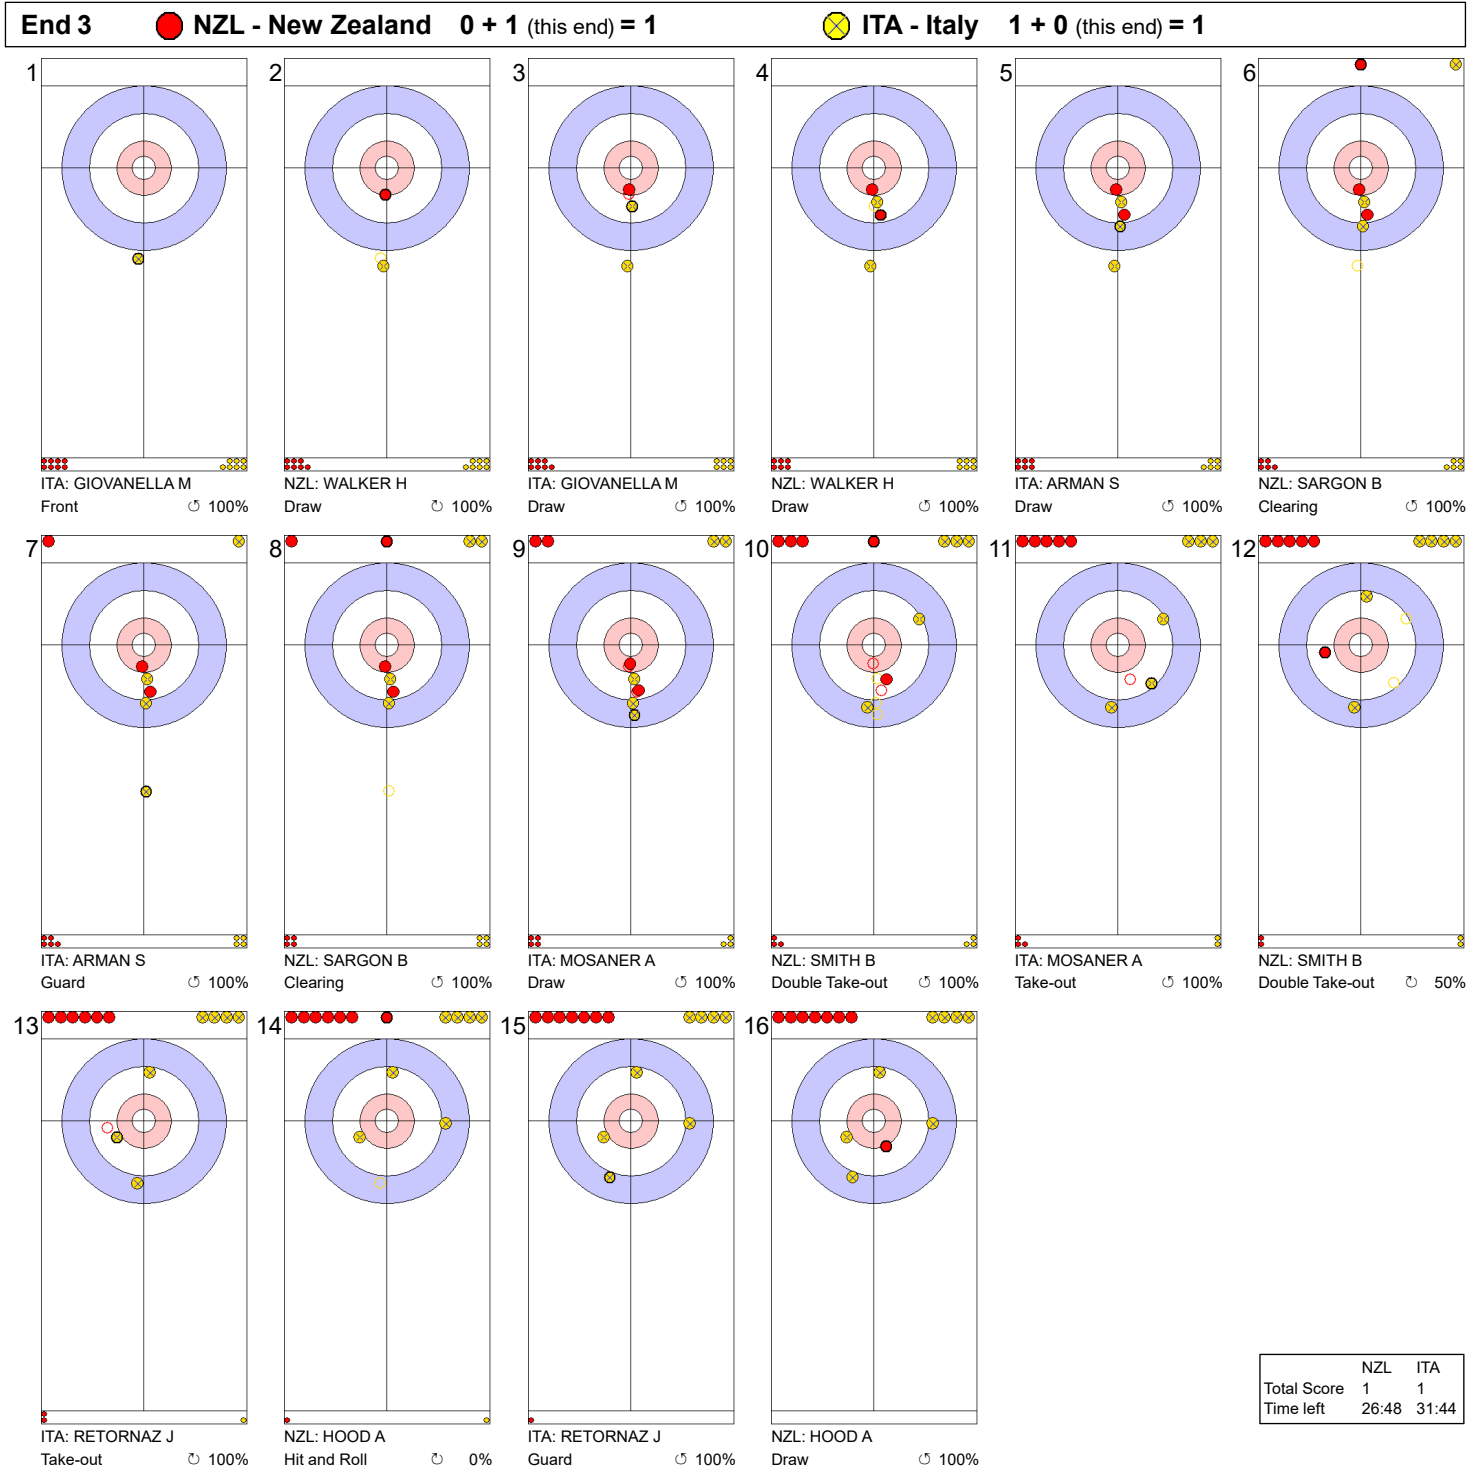 End 3 NZL - New Zealand 0 + 1 (this end) = 1 ITA - Italy 1 + 0 (this end) = 1
1 2 3 4 5 6
ITA: GIOVANELLA M NZL: WALKER H ITA: GIOVANELLA M NZL: WALKER H ITA: ARMAN S NZL: SARGON B
Front ↺ 100% Draw ↻ 100% Draw ↺ 100% Draw ↺ 100% Draw ↺ 100% Clearing ↺ 100%
7 8 9 10 11 12
ITA: ARMAN S NZL: SARGON B ITA: MOSANER A NZL: SMITH B ITA: MOSANER A NZL: SMITH B
Guard ↺ 100% Clearing ↺ 100% Draw ↺ 100% Double Take-out ↺ 100% Take-out ↺ 100% Double Take-out ↻ 50%
13 14 15 16
NZL ITA
Total Score 1 1
Time left 26:48 31:44
ITA: RETORNAZ J NZL: HOOD A ITA: RETORNAZ J NZL: HOOD A
Take-out ↻ 100% Hit and Roll ↻ 0% Guard ↺ 100% Draw ↺ 100%